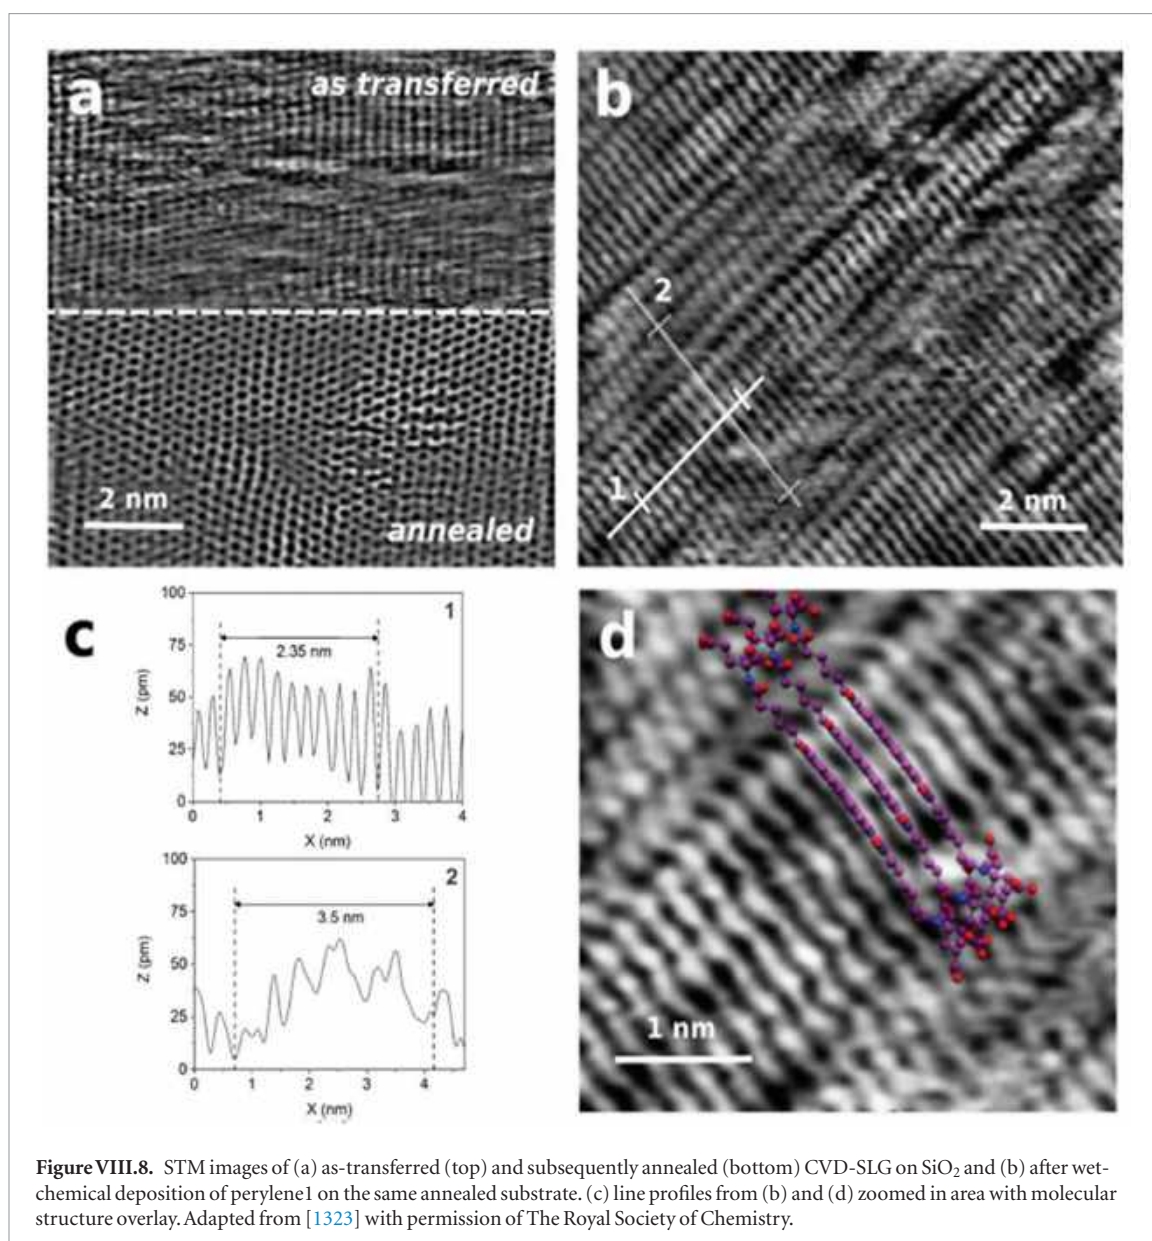 a
as transferred
2 nm
annealed
b
2
1
2 nm
c
100
75
50
25
0
Z (pm)
1
2.35 nm
0 1 2 3 4
X (nm)
100
75
50
25
0
Z (pm)
2
3.5 nm
0 1 2 3 4
X (nm)
d
1 nm
Figure VIII.8. STM images of (a) as-transferred (top) and subsequently annealed (bottom) CVD-SLG on SiO₂ and (b) after wet-
chemical deposition of perylene1 on the same annealed substrate. (c) line profiles from (b) and (d) zoomed in area with molecular
structure overlay. Adapted from [1323] with permission of The Royal Society of Chemistry.